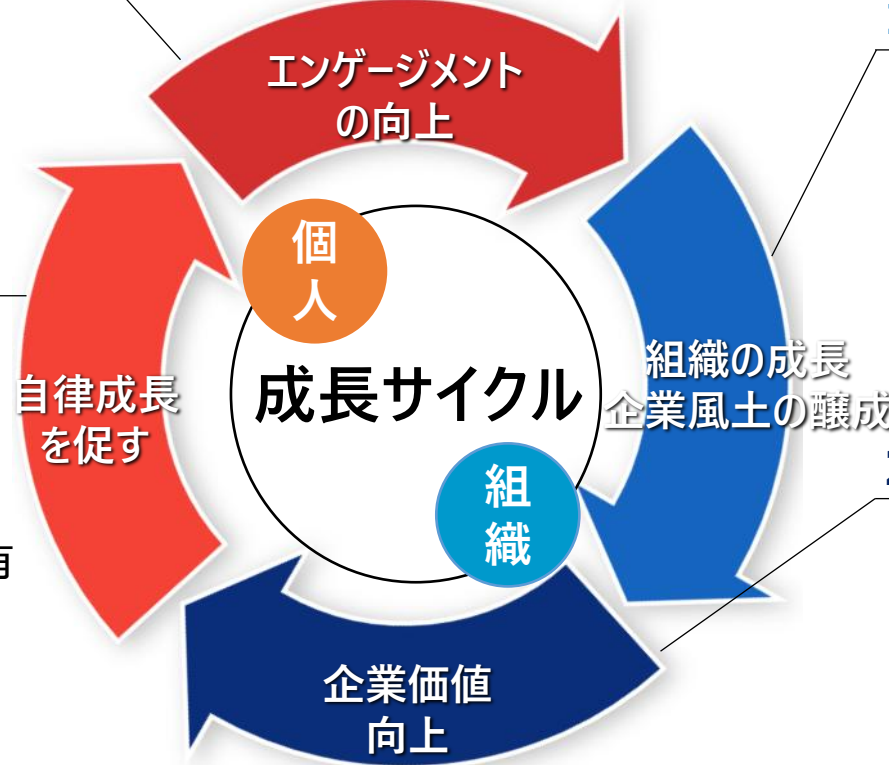 エンゲージメント
の向上
個
人
組織の成長
企業風土の醸成
自律成長
を促す
成長サイクル
組
織
企業価値
向上